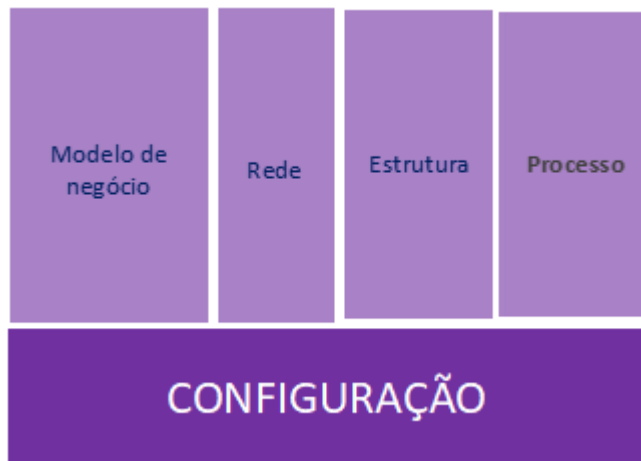 Modelo de
negócio
Rede
Estrutura
Processo
CONFIGURAÇÃO